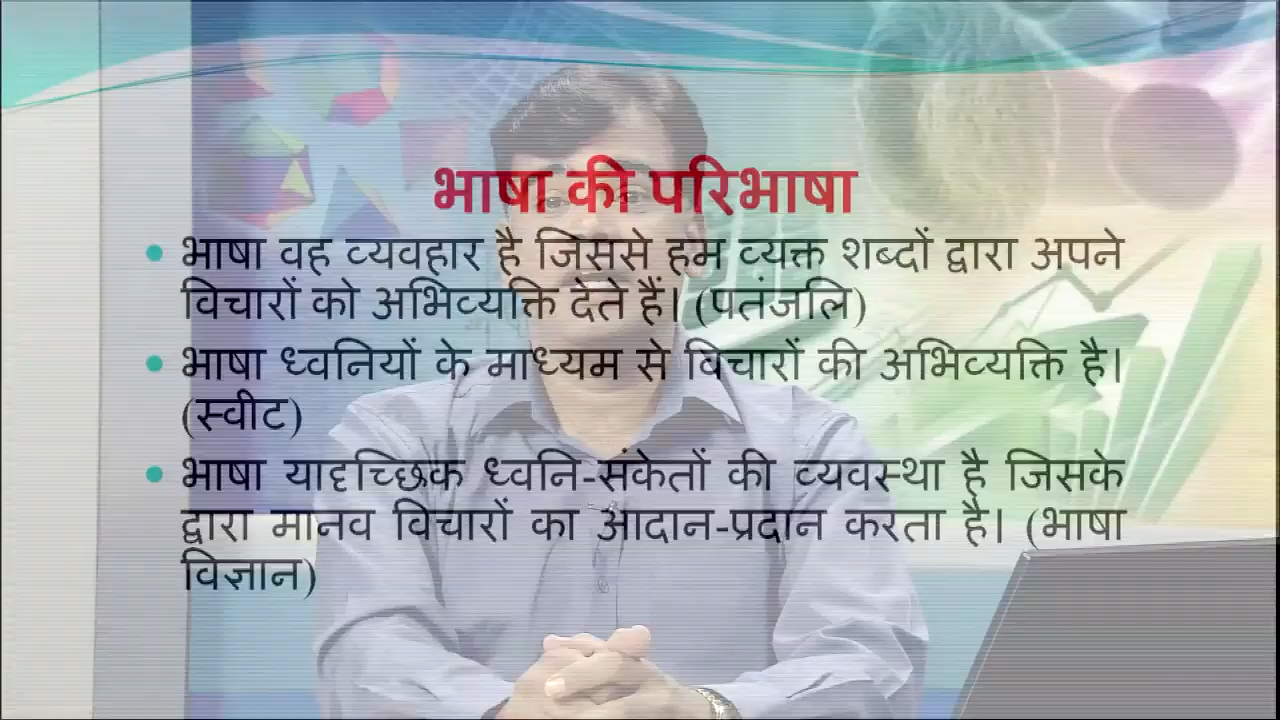 भाषा की परिभाषा
भाषा वह व्यवहार है जिससे हम व्यक्त शब्दों द्वारा अपने
विचारों को अभिव्यक्ति देते हैं। (पतंजलि)
भाषा ध्वनियों के माध्यम से विचारों की अभिव्यक्ति है।
(स्वीट)
भाषा यादृच्छिक ध्वनि-संकेतों की व्यवस्था है जिसके
द्वारा मानव विचारों का आदान-प्रदान करता है। (भाषा
विज्ञान)